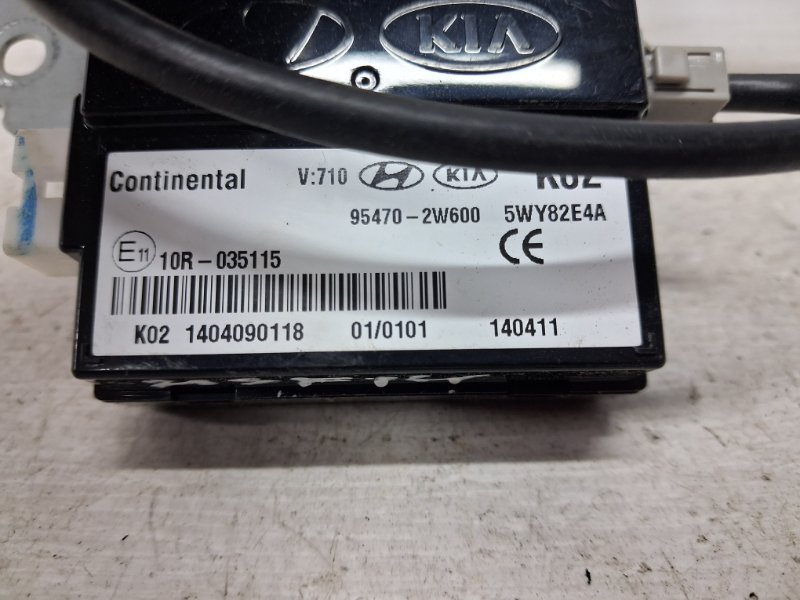 KIA
Continental V:710 KIA K02
95470-2W600 5WY82E4A
E11 10R-035115 CE
K02 1404090118 01/0101 140411